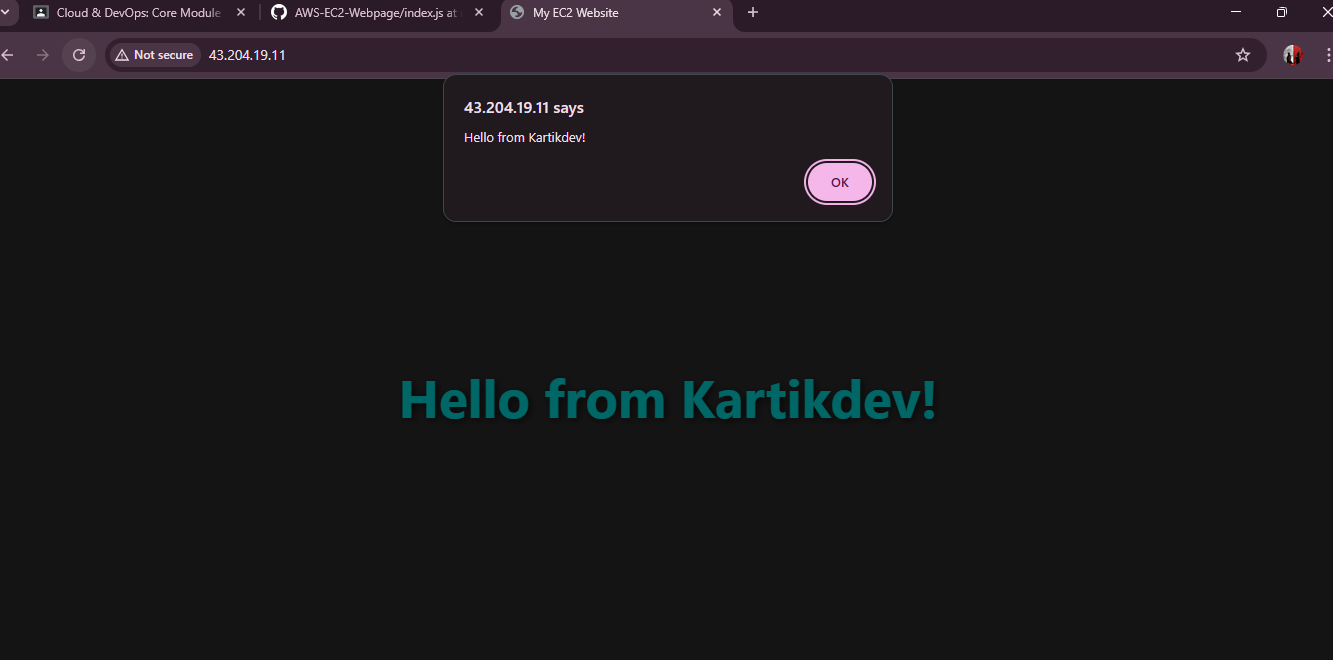 Cloud & DevOps: Core Module
AWS-EC2-Webpage/index.js at
My EC2 Website
Not secure
43.204.19.11
43.204.19.11 says
Hello from Kartikdev!
OK
Hello from Kartikdev!